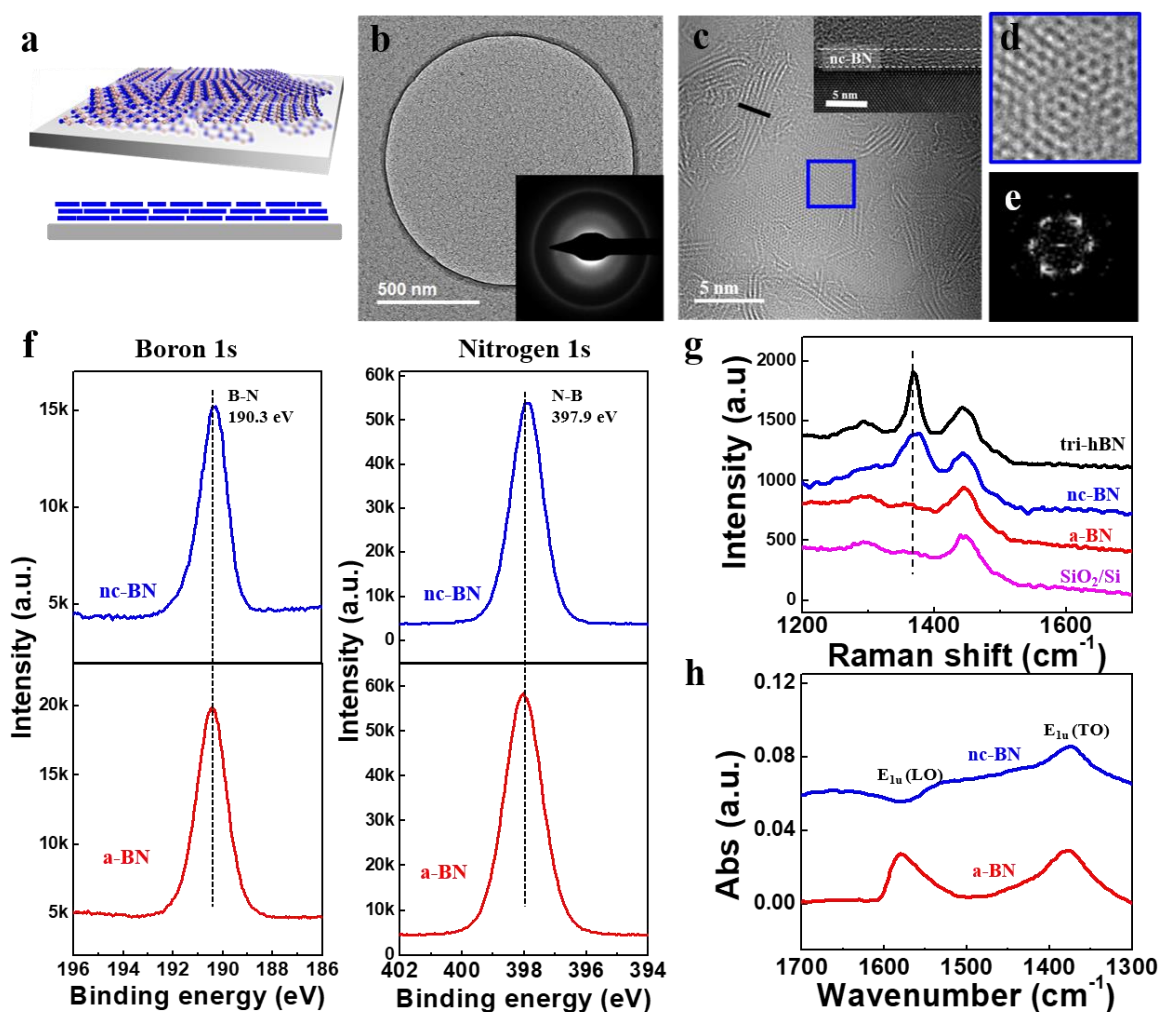 a
b
500 nm
c
nc-BN
5 nm
5 nm
d
e
f
Boron 1s
15k
10k
5k
nc-BN
B-N
190.3 eV
20k
15k
10k
5k
a-BN
196 194 192 190 188 186
Binding energy (eV)
Intensity (a.u.)
Nitrogen 1s
60k
50k
40k
30k
20k
10k
0
nc-BN
N-B
397.9 eV
60k
50k
40k
30k
20k
10k
0
a-BN
402 400 398 396 394
Binding energy (eV)
Intensity (a.u.)
g
2000
1500
1000
500
0
tri-hBN
nc-BN
a-BN
SiO₂/Si
1200 1400 1600
Raman shift (cm⁻¹)
Intensity (a.u)
h
0.12
0.08
0.04
0.00
E₁ᵤ (TO)
nc-BN
E₁ᵤ (LO)
a-BN
1700 1600 1500 1400 1300
Wavenumber (cm⁻¹)
Abs (a.u.)